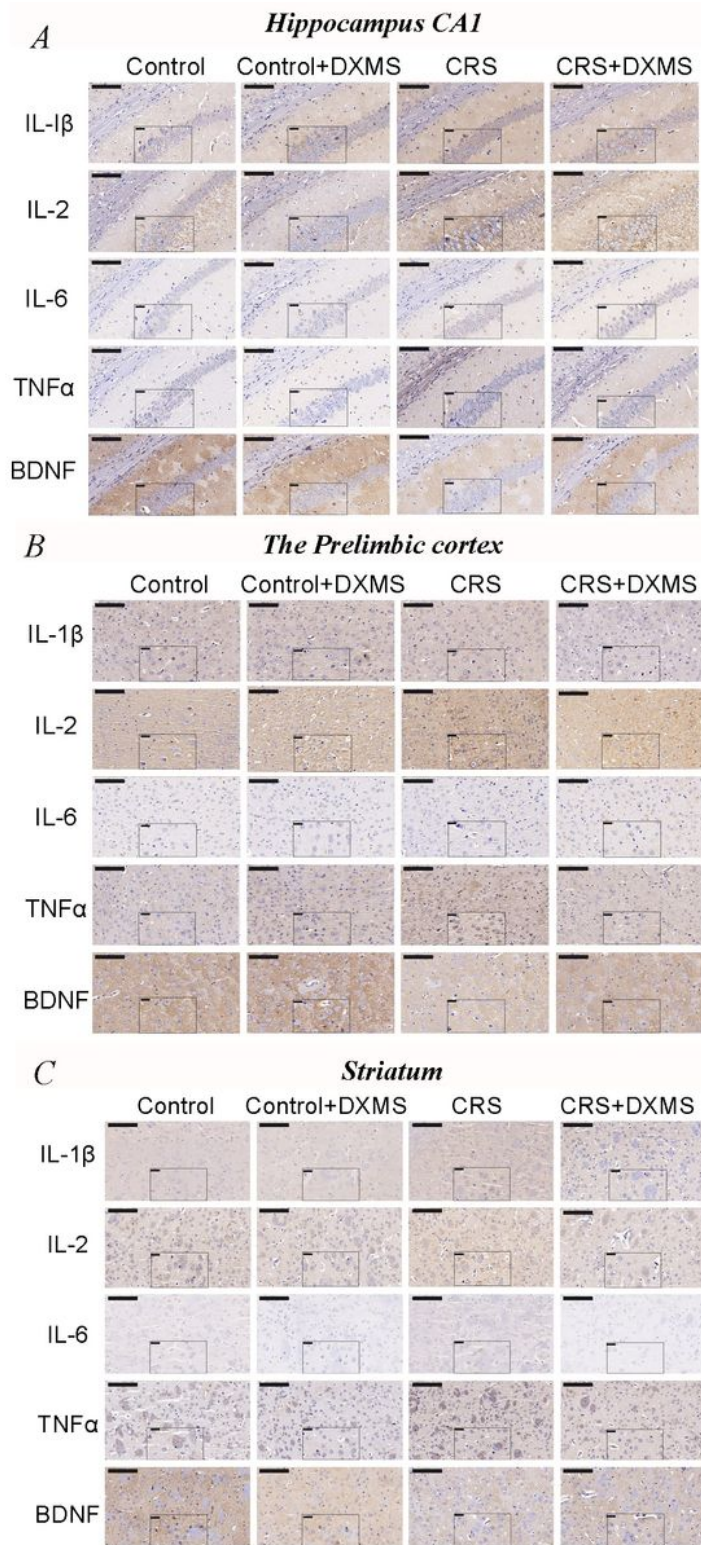 A
Hippocampus CA1
Control Control+DXMS CRS CRS+DXMS
IL-Iβ
IL-2
IL-6
TNFα
BDNF
B
The Prelimbic cortex
Control Control+DXMS CRS CRS+DXMS
IL-1β
IL-2
IL-6
TNFα
BDNF
C
Striatum
Control Control+DXMS CRS CRS+DXMS
IL-1β
IL-2
IL-6
TNFα
BDNF